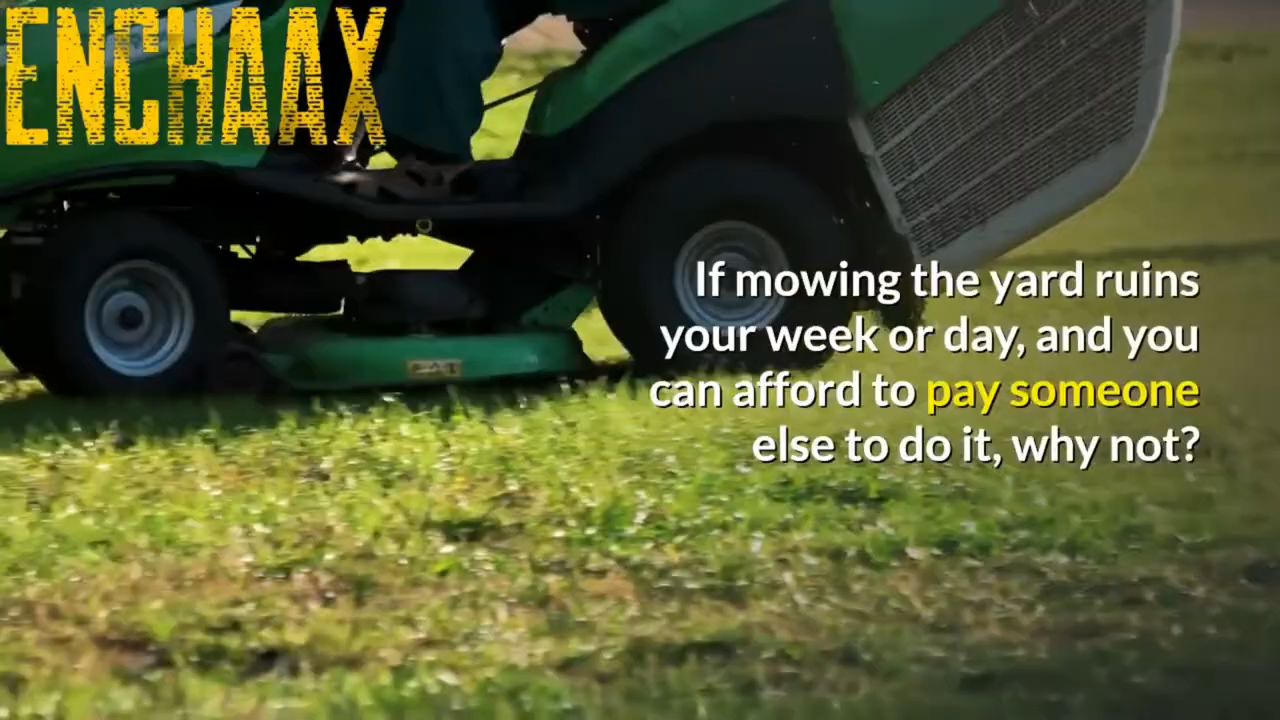 ENCHAAX
If mowing the yard ruins
your week or day, and you
can afford to pay someone
else to do it, why not?